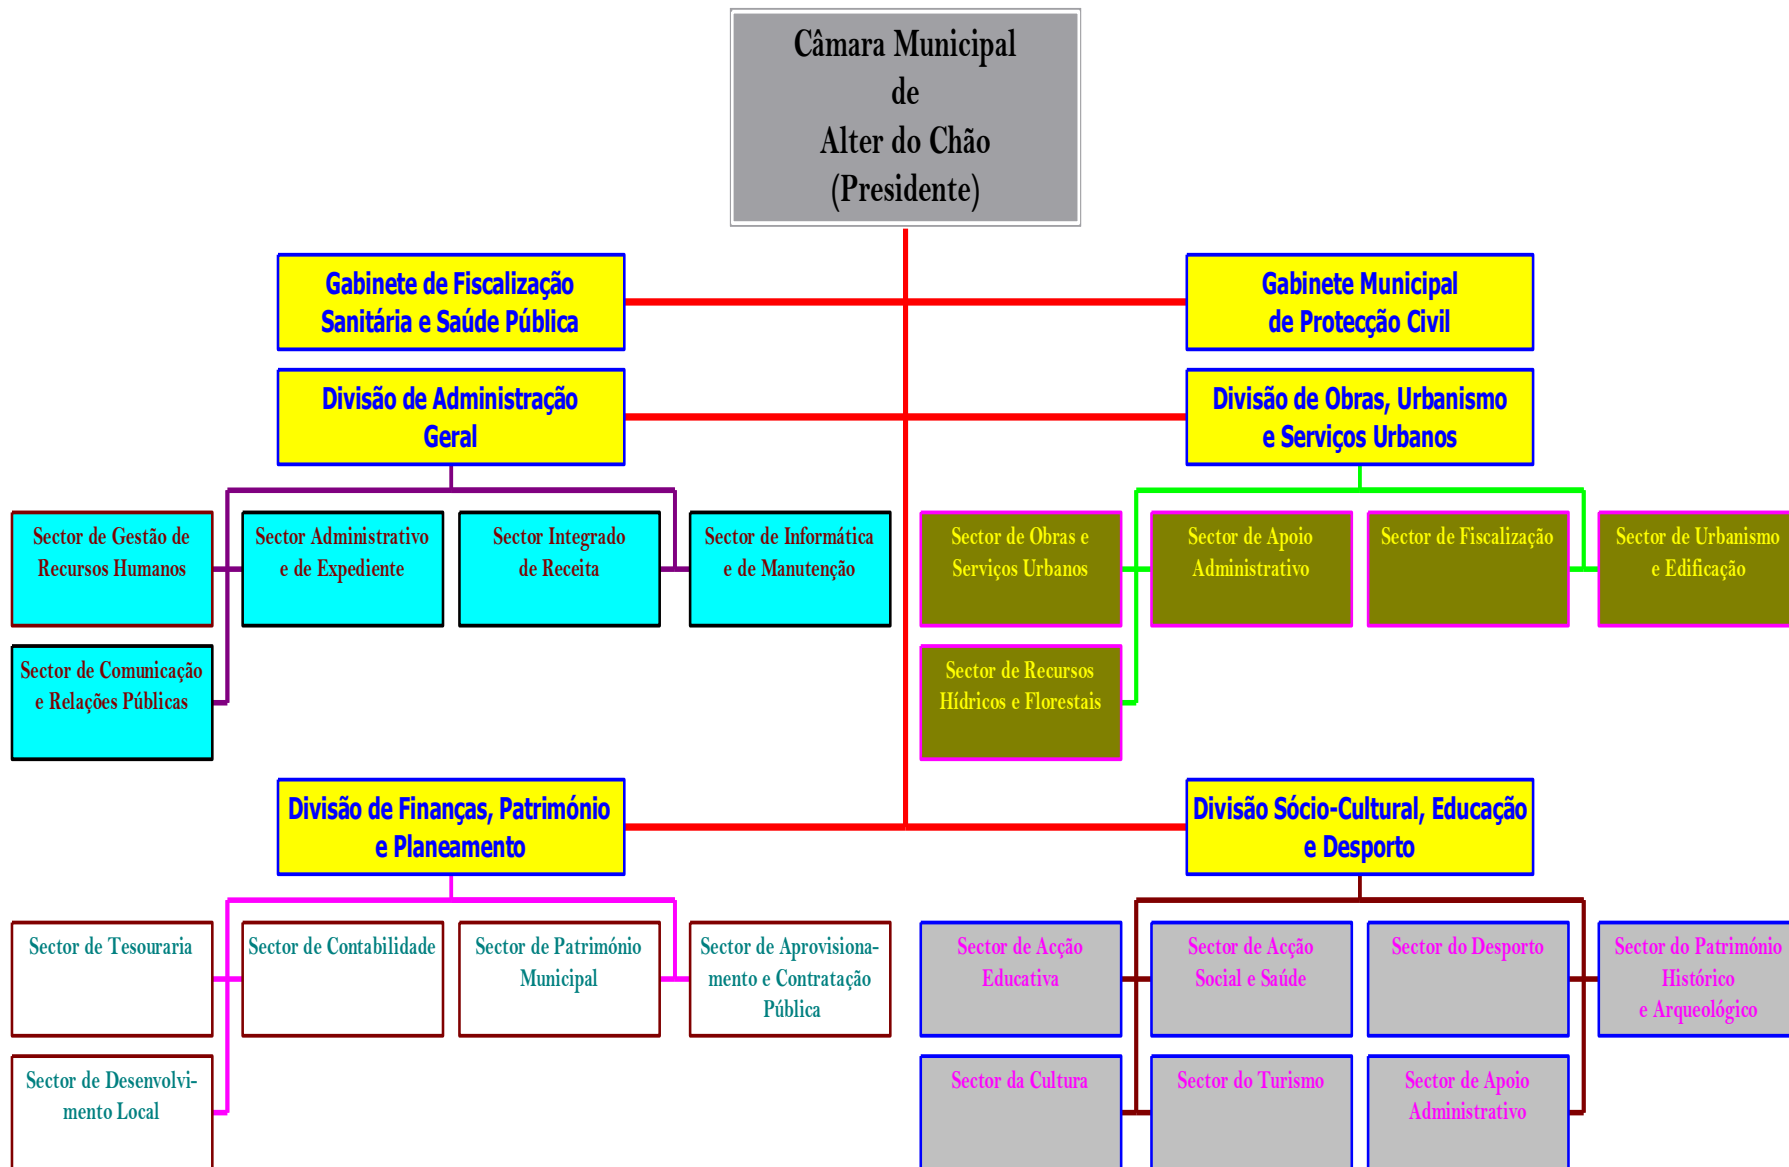 Câmara Municipal
de
Alter do Chão
(Presidente)
Gabinete de Fiscalização
Sanitária e Saúde Pública
Gabinete Municipal
de Protecção Civil
Divisão de Administração
Geral
Divisão de Obras, Urbanismo
e Serviços Urbanos
Sector de Gestão de
Recursos Humanos
Sector Administrativo
e de Expediente
Sector Integrado
de Receita
Sector de Informática
e de Manutenção
Sector de Obras e
Serviços Urbanos
Sector de Apoio
Administrativo
Sector de Fiscalização
Sector de Urbanismo
e Edificação
Sector de Comunicação
e Relações Públicas
Sector de Recursos
Hídricos e Florestais
Divisão de Finanças, Património
e Planeamento
Divisão Sócio-Cultural, Educação
e Desporto
Sector de Tesouraria
Sector de Contabilidade
Sector de Património
Municipal
Sector de Aprovisiona-
mento e Contratação
Pública
Sector de Acção
Educativa
Sector de Acção
Social e Saúde
Sector do Desporto
Sector do Património
Histórico
e Arqueológico
Sector de Desenvolvi-
mento Local
Sector da Cultura
Sector do Turismo
Sector de Apoio
Administrativo